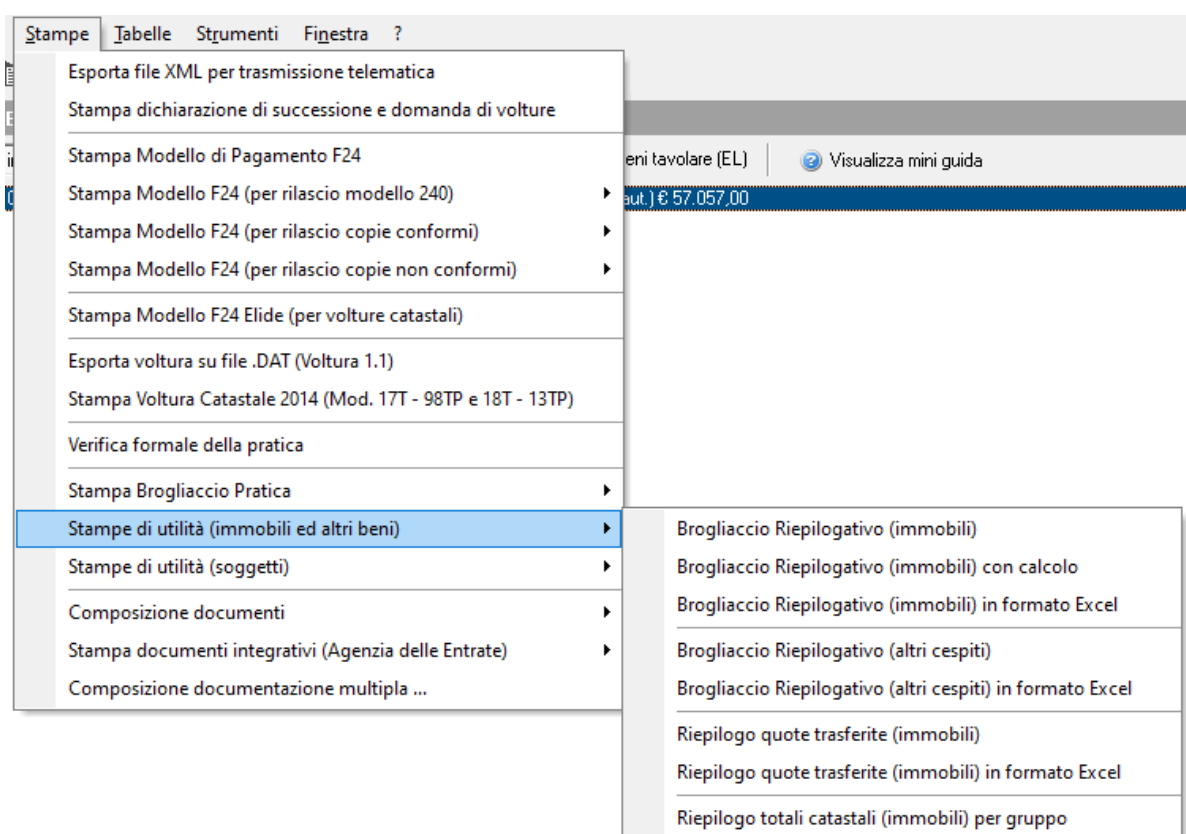 Stampe Tabelle Strumenti Finestra ?
Esporta file XML per trasmissione telematica
Stampa dichiarazione di successione e domanda di volture
Stampa Modello di Pagamento F24
eni tavolare (EL) Visualizza mini guida
Stampa Modello F24 (per rilascio modello 240)
aut.) € 57.057,00
Stampa Modello F24 (per rilascio copie conformi)
Stampa Modello F24 (per rilascio copie non conformi)
Stampa Modello F24 Elide (per volture catastali)
Esporta voltura su file .DAT (Voltura 1.1)
Stampa Voltura Catastale 2014 (Mod. 17T - 98TP e 18T - 13TP)
Verifica formale della pratica
Stampa Brogliaccio Pratica
Stampe di utilità (immobili ed altri beni)
Stampe di utilità (soggetti)
Composizione documenti
Stampa documenti integrativi (Agenzia delle Entrate)
Composizione documentazione multipla ...
Brogliaccio Riepilogativo (immobili)
Brogliaccio Riepilogativo (immobili) con calcolo
Brogliaccio Riepilogativo (immobili) in formato Excel
Brogliaccio Riepilogativo (altri cespiti)
Brogliaccio Riepilogativo (altri cespiti) in formato Excel
Riepilogo quote trasferite (immobili)
Riepilogo quote trasferite (immobili) in formato Excel
Riepilogo totali catastali (immobili) per gruppo